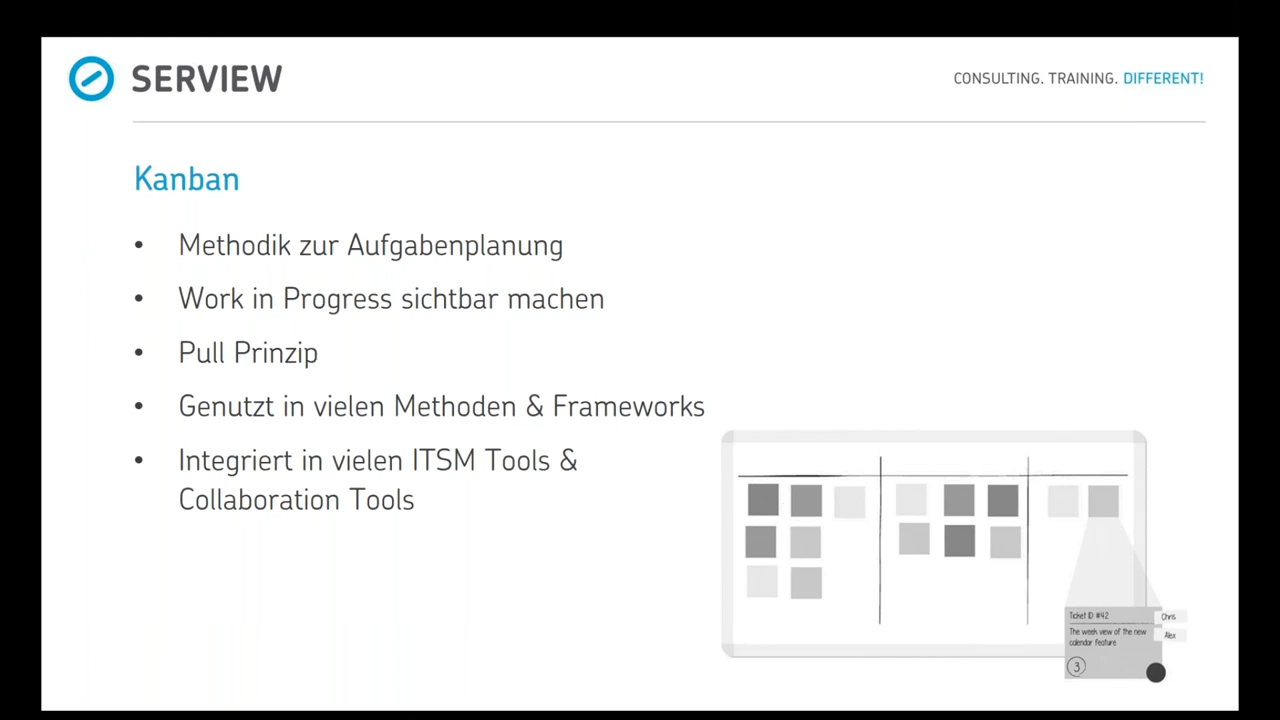 SERVIEW
CONSULTING. TRAINING. DIFFERENT!
Kanban
• Methodik zur Aufgabenplanung
• Work in Progress sichtbar machen
• Pull Prinzip
• Genutzt in vielen Methoden & Frameworks
• Integriert in vielen ITSM Tools &
Collaboration Tools
Ticket ID #42
Chris
The week view of the new
Alex
calendar feature.
3